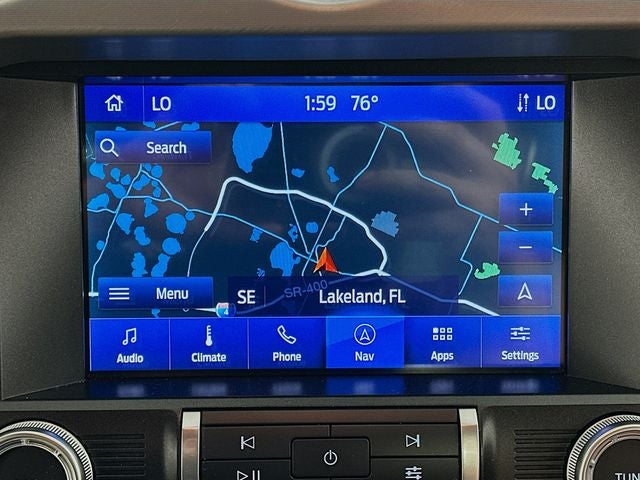 LO 1:59 76° LO
Search
+
−
Menu SE SR-400 Lakeland, FL
4
Audio Climate Phone Nav Apps Settings
TUN